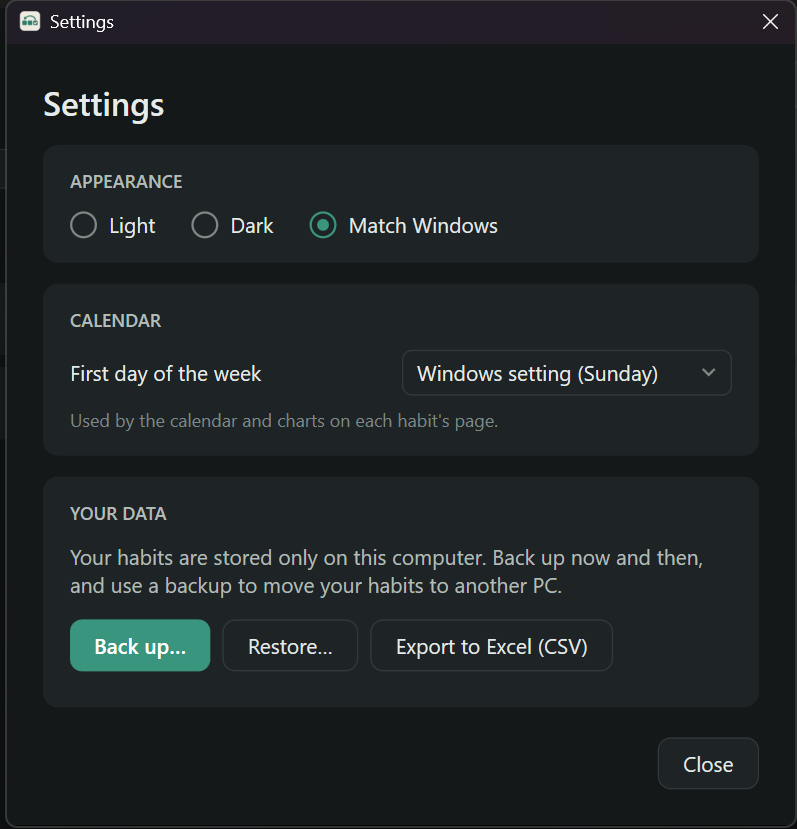 Settings
Settings
APPEARANCE
Light Dark Match Windows
CALENDAR
First day of the week Windows setting (Sunday)
Used by the calendar and charts on each habit's page.
YOUR DATA
Your habits are stored only on this computer. Back up now and then,
and use a backup to move your habits to another PC.
Back up... Restore... Export to Excel (CSV)
Close